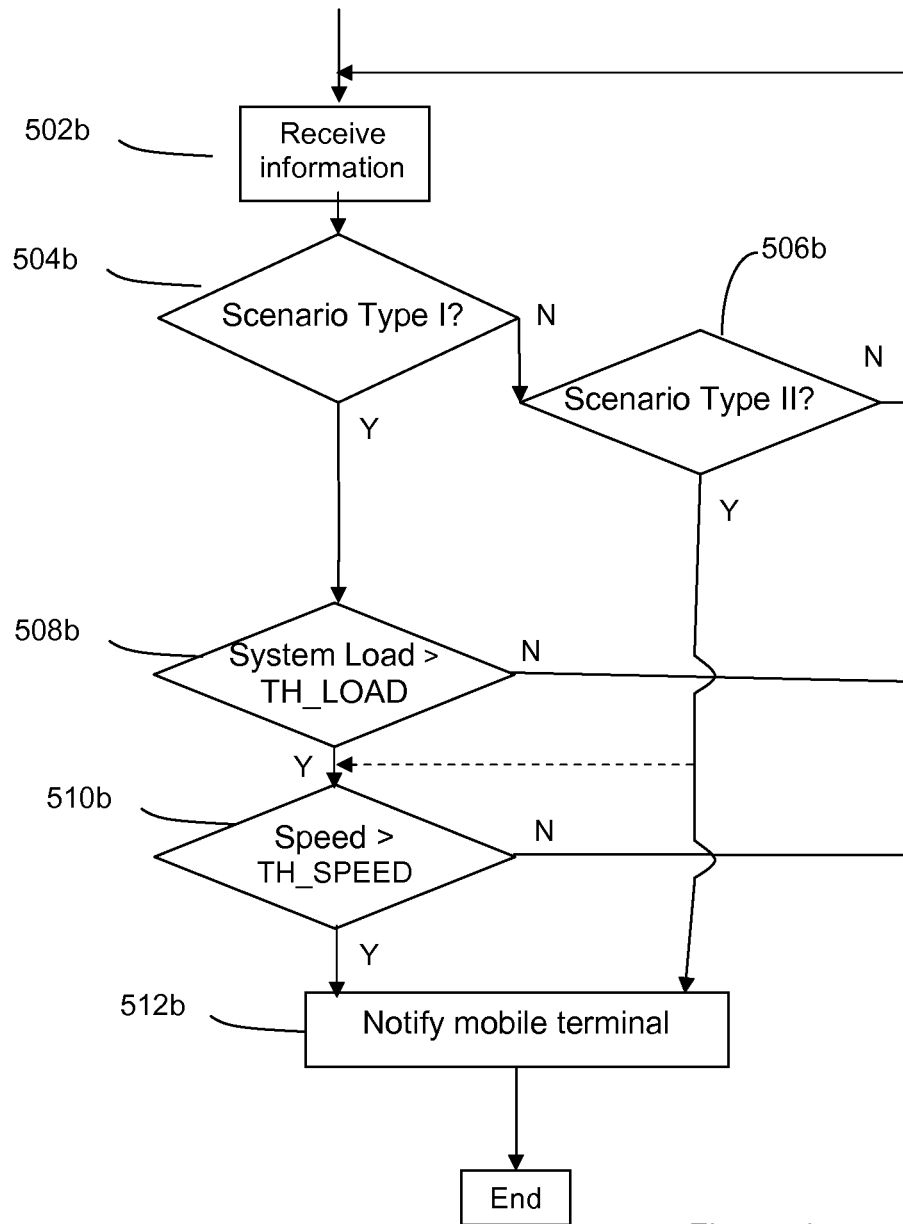 502b
Receive
information
504b
Scenario Type I?
N
Y
506b
Scenario Type II?
N
Y
508b
System Load >
TH_LOAD
N
Y
510b
Speed >
TH_SPEED
N
Y
512b
Notify mobile terminal
End